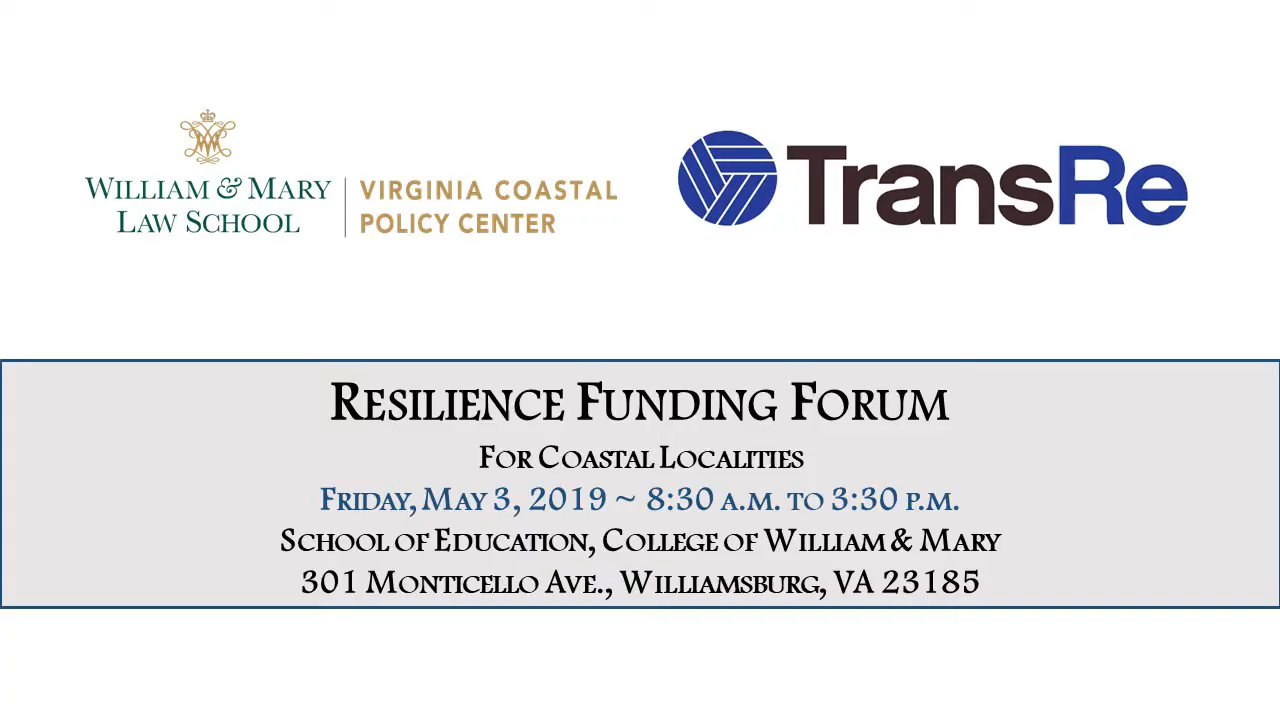 WILLIAM & MARY
LAW SCHOOL
VIRGINIA COASTAL
POLICY CENTER
TransRe
RESILIENCE FUNDING FORUM
FOR COASTAL LOCALITIES
FRIDAY, MAY 3, 2019 ~ 8:30 A.M. TO 3:30 P.M.
SCHOOL OF EDUCATION, COLLEGE OF WILLIAM & MARY
301 MONTICELLO AVE., WILLIAMSBURG, VA 23185